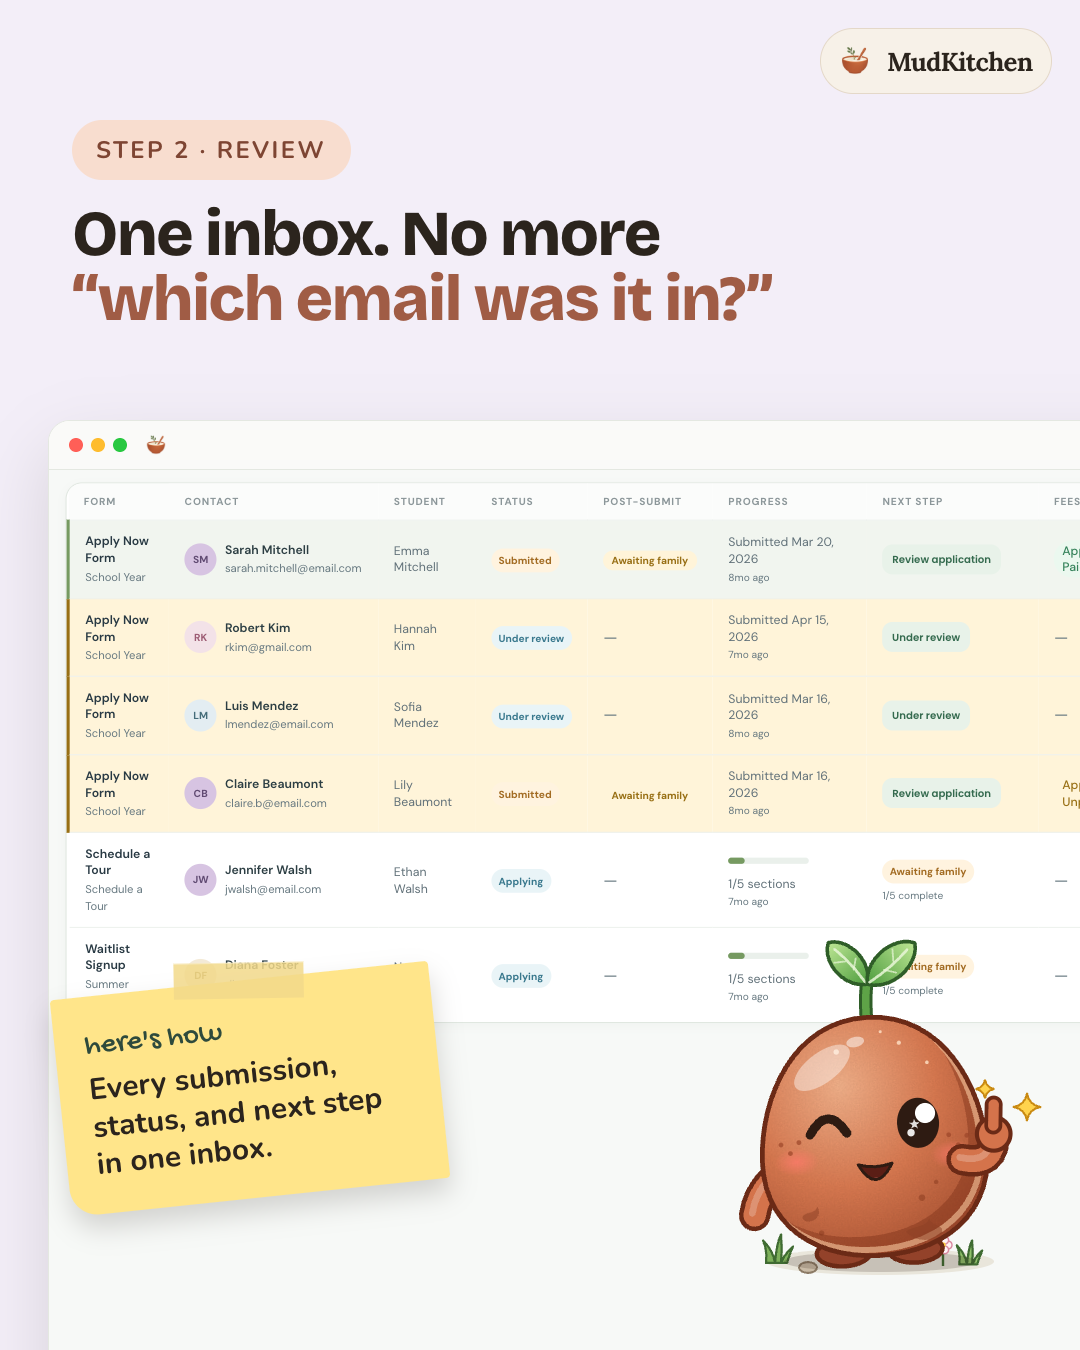 MudKitchen
STEP 2 · REVIEW
One inbox. No more
“which email was it in?”
FORM CONTACT STUDENT STATUS POST-SUBMIT PROGRESS NEXT STEP FEES
Apply Now
Form
School Year
SM
Sarah Mitchell
sarah.mitchell@email.com
Emma
Mitchell
Submitted
Awaiting family
Submitted Mar 20,
2026
8mo ago
Review application
Apply Now
Form
School Year
RK
Robert Kim
rkim@gmail.com
Hannah
Kim
Under review
—
Submitted Apr 15,
2026
7mo ago
Under review
—
Apply Now
Form
School Year
LM
Luis Mendez
lmendez@email.com
Sofia
Mendez
Under review
—
Submitted Mar 16,
2026
8mo ago
Under review
—
Apply Now
Form
School Year
CB
Claire Beaumont
claire.b@email.com
Lily
Beaumont
Submitted
Awaiting family
Submitted Mar 16,
2026
8mo ago
Review application
Schedule a
Tour
Schedule a
Tour
JW
Jennifer Walsh
jwalsh@email.com
Ethan
Walsh
Applying
—
1/5 sections
7mo ago
Awaiting family
1/5 complete
—
Waitlist
Signup
Summer
DF
Diana Foster
Applying
—
1/5 sections
7mo ago
family
1/5 complete
—
here's how
Every submission,
status, and next step
in one inbox.